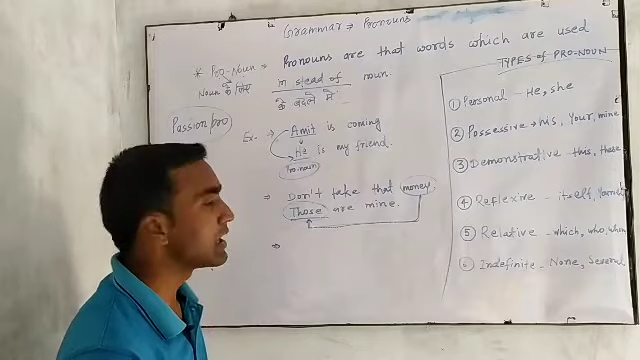 Grammar → Pronouns
* Pro-Noun → Pronouns are that words which are used
in stead of noun.
Noun के
के बदले में
Passion pro
Ex. → Amit is coming
He is my friend.
Pronoun
→ Don't take that money
Those are mine.
→
TYPES of PRO-NOUN
① Personal - He, she
② Possessive → his, Your, mine
③ Demonstrative this, these
④ Reflexive - itself,
⑤ Relative - which, who, whom
⑥ Indefinite - None, Several